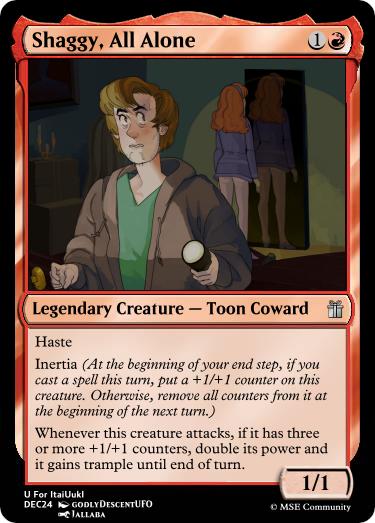 Shaggy, All Alone 1
Legendary Creature — Toon Coward
Haste
Inertia (At the beginning of your end step, if you
cast a spell this turn, put a +1/+1 counter on this
creature. Otherwise, remove all counters from it at
the beginning of the next turn.)
Whenever this creature attacks, if it has three
or more +1/+1 counters, double its power and
it gains trample until end of turn.
1/1
U For ItaiUukl
DEC24 GODLYDESCENTUFO © MSE Community
JALLABA